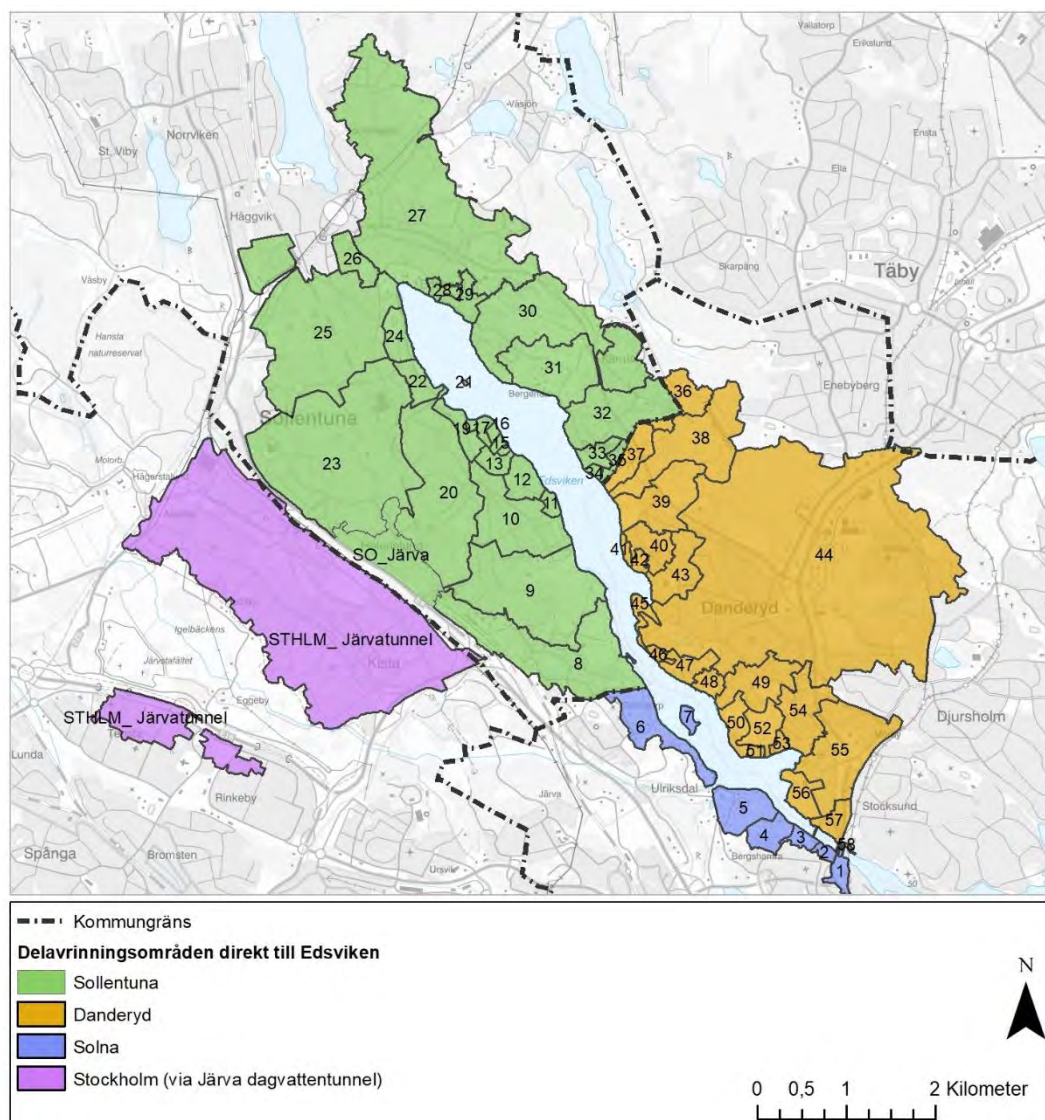 Vallatorp
Erikslund
Väsjön
Norrviken
St. Viby
Ensta
Ella
Häggvik
27
Skarpäng
Täby
26
Väsby
28
29
30
Hansta
naturreservat
25
24
31
Enebyberg
21
22
36
Sollentuna
16
32
38
19
17
15
33
37
35
23
13
34
Edsviken
12
20
39
11
10
44
SO_Järva
41
40
42
43
9
45
Danderyd
STHLM_ Järvatunnel
Kista
Igelbäckens
Järvafältet
46
47
8
48
49
Eggeby
STHLM_ Järvatunnel
7
54
Djursholm
6
50
52
53
51
55
Lunda
Rinkeby
Järva
Ulriksdal
56
Stocksund
5
57
Spånga
Bromsten
Ursvik
4
3
58
Bergshamra
2
1
Kommungräns
Delavrinningsområden direkt till Edsviken
Sollentuna
Danderyd
Solna
Stockholm (via Järva dagvattentunnel)
N
0 0,5 1 2 Kilometer